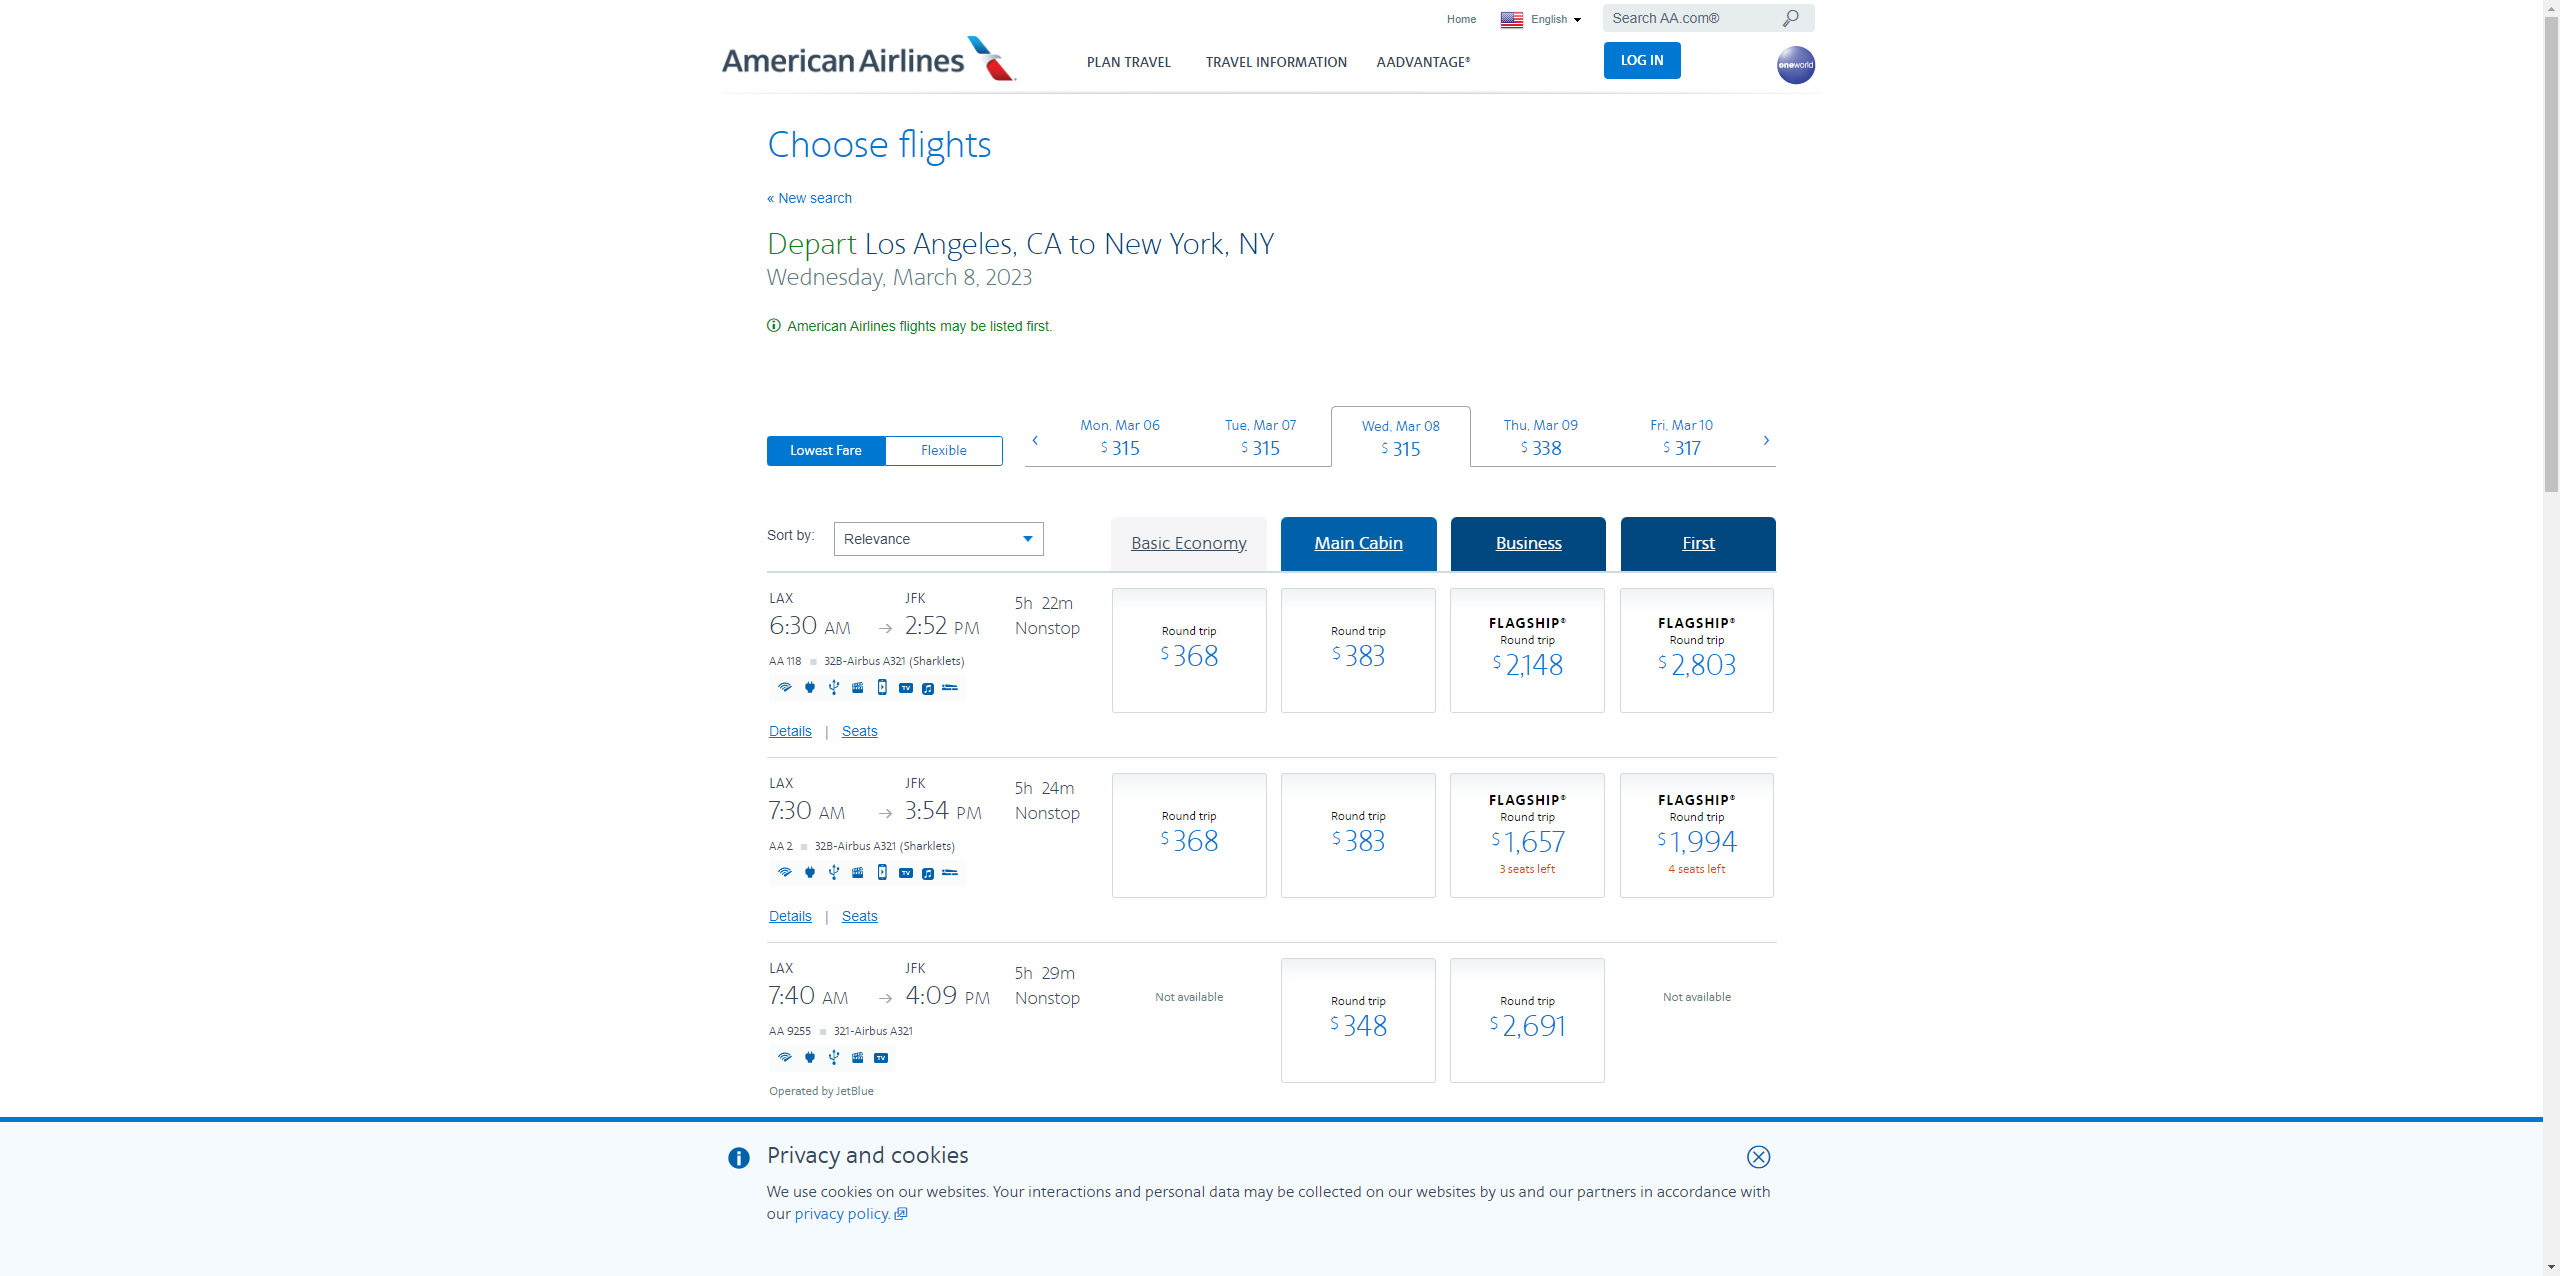 Home English Search AA.com®
American Airlines PLAN TRAVEL TRAVEL INFORMATION AADVANTAGE® LOG IN oneworld
Choose flights
« New search
Depart Los Angeles, CA to New York, NY
Wednesday, March 8, 2023
American Airlines flights may be listed first.
Lowest Fare Flexible
Mon, Mar 06 Tue, Mar 07 Wed, Mar 08 Thu, Mar 09 Fri, Mar 10
$ 315 $ 315 $ 315 $ 338 $ 317
Sort by: Relevance Basic Economy Main Cabin Business First
LAX JFK 5h 22m
6:30 AM → 2:52 PM Nonstop
AA 118 32B-Airbus A321 (Sharklets)
TV
Details | Seats
Round trip
$ 368
Round trip
$ 383
FLAGSHIP®
Round trip
$ 2,148
FLAGSHIP®
Round trip
$ 2,803
LAX JFK 5h 24m
7:30 AM → 3:54 PM Nonstop
AA 2 32B-Airbus A321 (Sharklets)
TV
Details | Seats
Round trip
$ 368
Round trip
$ 383
FLAGSHIP®
Round trip
$ 1,657
3 seats left
FLAGSHIP®
Round trip
$ 1,994
4 seats left
LAX JFK 5h 29m
7:40 AM → 4:09 PM Nonstop
AA 9255 321-Airbus A321
TV
Operated by JetBlue
Not available
Round trip
$ 348
Round trip
$ 2,691
Not available
Privacy and cookies
We use cookies on our websites. Your interactions and personal data may be collected on our websites by us and our partners in accordance with
our privacy policy.